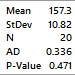 Mean 157.3
StDev 10.82
N 20
AD 0.336
P-Value 0.471